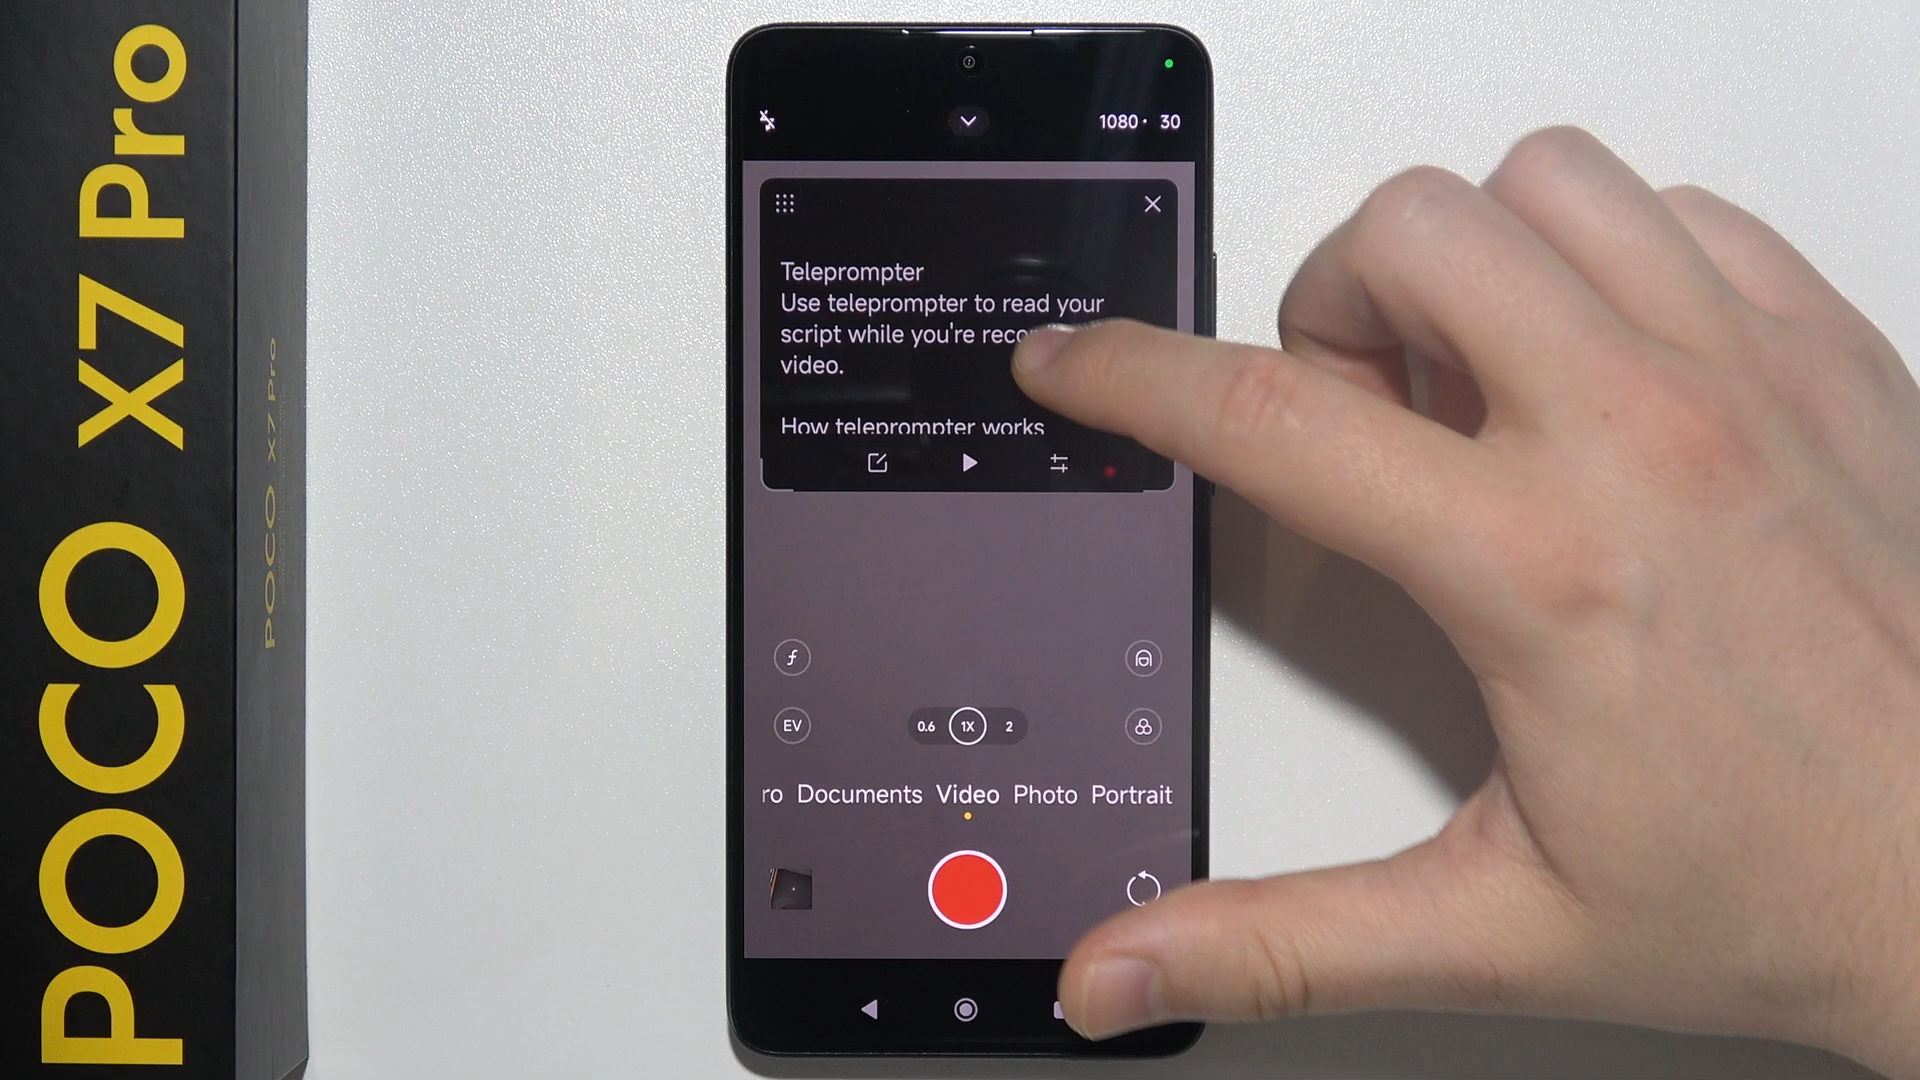 POCO X7 Pro
POCO X7 Pro
1080 · 30
Teleprompter
Use teleprompter to read your
script while you're
video.
How teleprompter works
f
EV
0.6 1X 2
ro Documents Video Photo Portrait